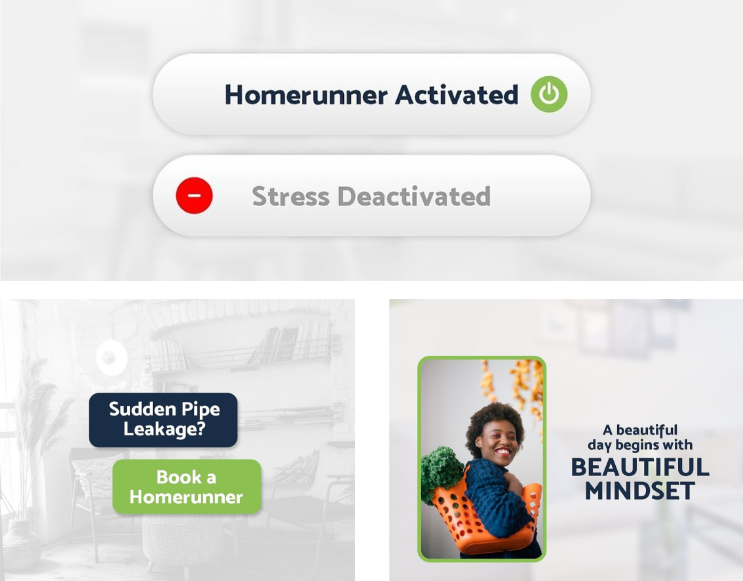 Homerunner Activated
Stress Deactivated
Sudden Pipe
Leakage?
Book a
Homerunner
A beautiful
day begins with
BEAUTIFUL
MINDSET